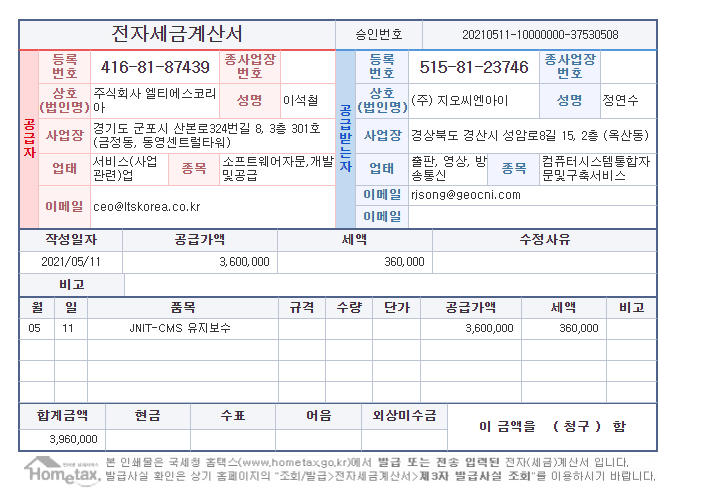 전자세금계산서
승인번호
20210511-10000000-37530508
공급자
등록번호
416-81-87439
종사업장번호
상호(법인명)
주식회사 엘티에스코리아
성명
이석철
사업장
경기도 군포시 산본로324번길 8, 3층 301호
(금정동, 동영센트럴타워)
업태
서비스(사업관련)업
종목
소프트웨어자문,개발및공급
이메일
ceo@ltskorea.co.kr
공급받는자
등록번호
515-81-23746
종사업장번호
상호(법인명)
(주) 지오씨엔아이
성명
정연수
사업장
경상북도 경산시 성암로8길 15, 2층 (옥산동)
업태
출판, 영상, 방송통신
종목
컴퓨터시스템통합자문및구축서비스
이메일
rjsong@geocni.com
이메일
작성일자 공급가액 세액 수정사유
2021/05/11 3,600,000 360,000
비고
월 일 품목 규격 수량 단가 공급가액 세액 비고
05 11 JNIT-CMS 유지보수 3,600,000 360,000
합계금액 현금 수표 어음 외상미수금
이 금액을 ( 청구 ) 함
3,960,000
Hometax.
본 인쇄물은 국세청 홈택스(www.hometax.go.kr)에서 발급 또는 전송 입력된 전자(세금)계산서 입니다.
발급사실 확인은 상기 홈페이지의 "조회/발급>전자세금계산서>제3자 발급사실 조회"를 이용하시기 바랍니다.